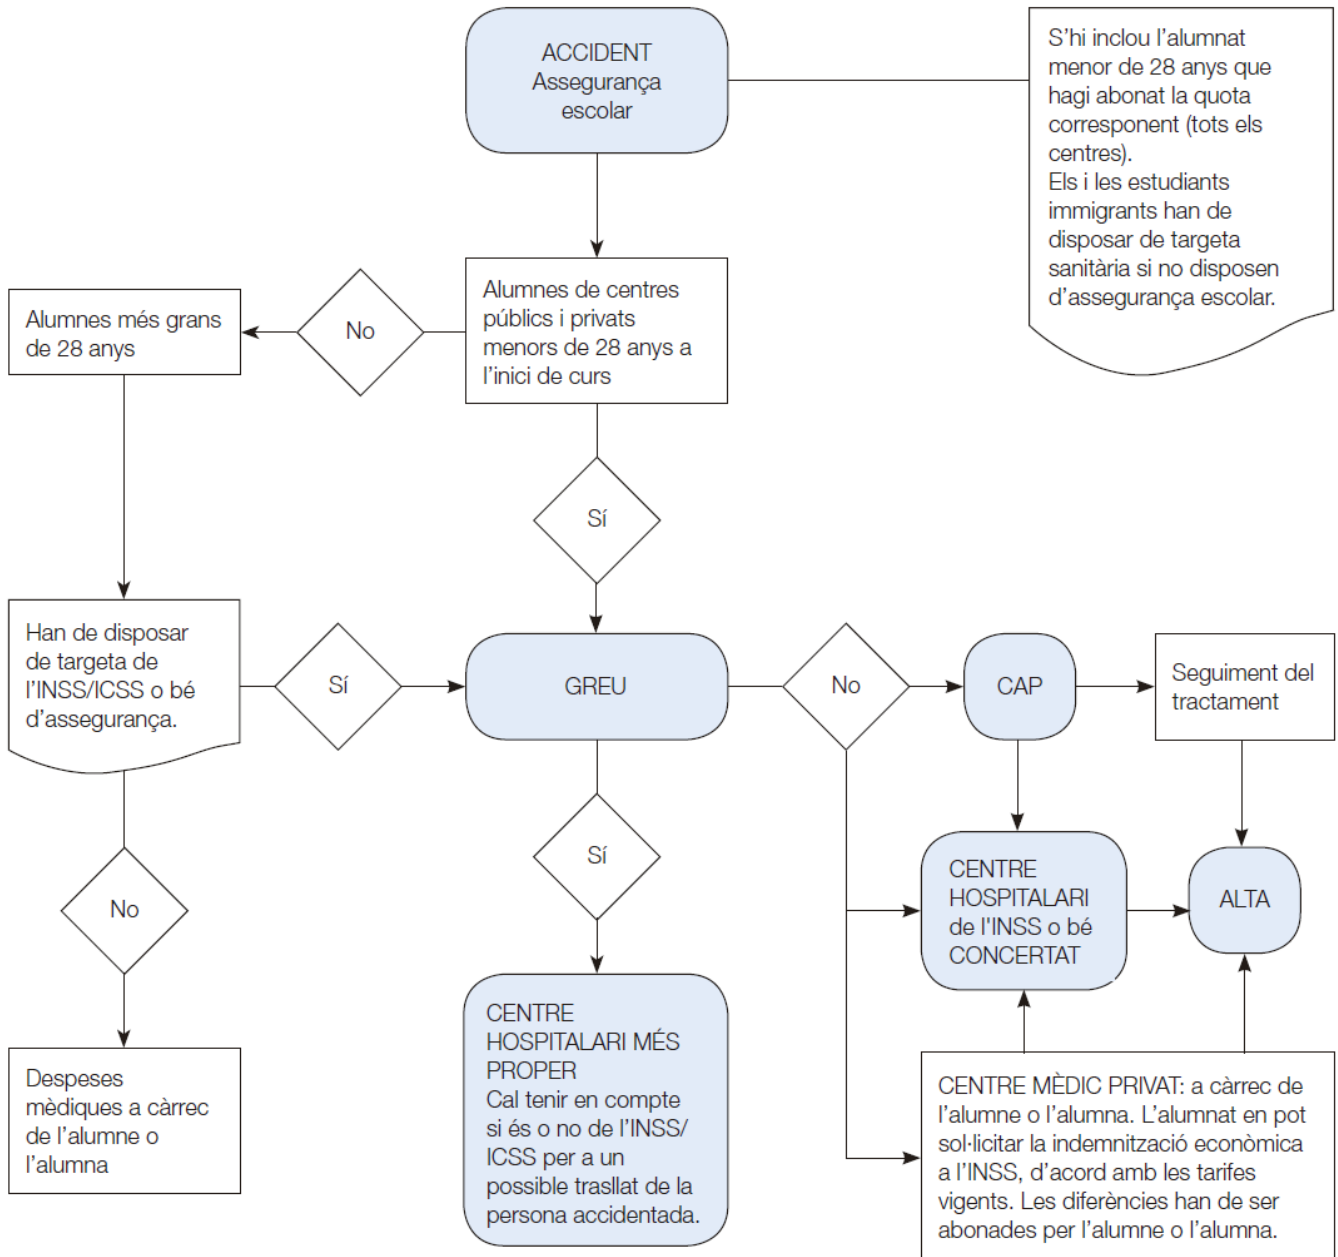 ACCIDENT
Assegurança
escolar
S'hi inclou l'alumnat
menor de 28 anys que
hagi abonat la quota
corresponent (tots els
centres).
Els i les estudiants
immigrants han de
disposar de targeta
sanitària si no disposen
d'assegurança escolar.
Alumnes més grans
de 28 anys
No
Alumnes de centres
públics i privats
menors de 28 anys a
l'inici de curs
Sí
Han de disposar
de targeta de
l'INSS/ICSS o bé
d'assegurança.
Sí
GREU
No
CAP
Seguiment del
tractament
No
Sí
CENTRE
HOSPITALARI
de l'INSS o bé
CONCERTAT
ALTA
Despeses
mèdiques a càrrec
de l'alumne o
l'alumna
CENTRE
HOSPITALARI MÉS
PROPER
Cal tenir en compte
si és o no de l'INSS/
ICSS per a un
possible trasllat de la
persona accidentada.
CENTRE MÈDIC PRIVAT: a càrrec de
l'alumne o l'alumna. L'alumnat en pot
sol·licitar la indemnització econòmica
a l'INSS, d'acord amb les tarifes
vigents. Les diferències han de ser
abonades per l'alumne o l'alumna.